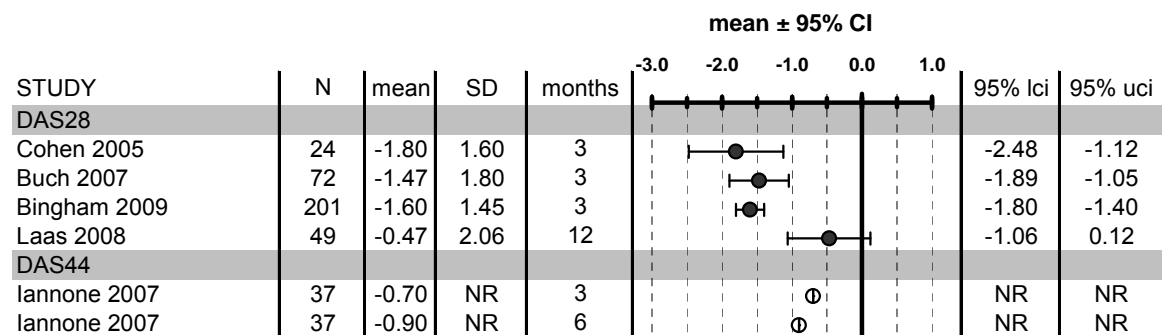 mean ± 95% CI
-3.0 -2.0 -1.0 0.0 1.0
STUDY N mean SD months 95% lci 95% uci
DAS28
Cohen 2005 24 -1.80 1.60 3 -2.48 -1.12
Buch 2007 72 -1.47 1.80 3 -1.89 -1.05
Bingham 2009 201 -1.60 1.45 3 -1.80 -1.40
Laas 2008 49 -0.47 2.06 12 -1.06 0.12
DAS44
Iannone 2007 37 -0.70 NR 3 NR NR
Iannone 2007 37 -0.90 NR 6 NR NR